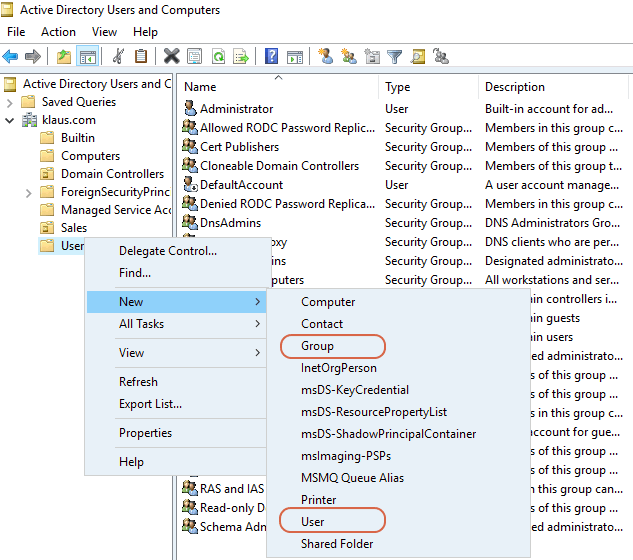 Active Directory Users and Computers
File Action View Help
Active Directory Users and C
Saved Queries
klaus.com
Builtin
Computers
Domain Controllers
ForeignSecurityPrinc
Managed Service Acc
Sales
User
Name Type Description
Administrator User Built-in account for ad...
Allowed RODC Password Replic... Security Group... Members in this group c...
Cert Publishers Security Group... Members of this group ...
Cloneable Domain Controllers Security Group... Members of this group t...
DefaultAccount User A user account manage...
Denied RODC Password Replica... Security Group... Members in this group c...
DnsAdmins Security Group... DNS Administrators Gro...
oxy Security Group... DNS clients who are per...
ins Security Group... Designated administrato...
puters Security Group... All workstations and ser...
ain controllers i...
ain guests
ain users
ed administrato...
of this group ...
of this group ...
in this group c...
account for gue...
of this group ...
of this group ...
in this group can...
RAS and IAS
Read-only D
of this group ...
Schema Adm
ed administrato...
Delegate Control...
Find...
New
All Tasks
View
Refresh
Export List...
Properties
Help
Computer
Contact
Group
InetOrgPerson
msDS-KeyCredential
msDS-ResourcePropertyList
msDS-ShadowPrincipalContainer
msImaging-PSPs
MSMQ Queue Alias
Printer
User
Shared Folder